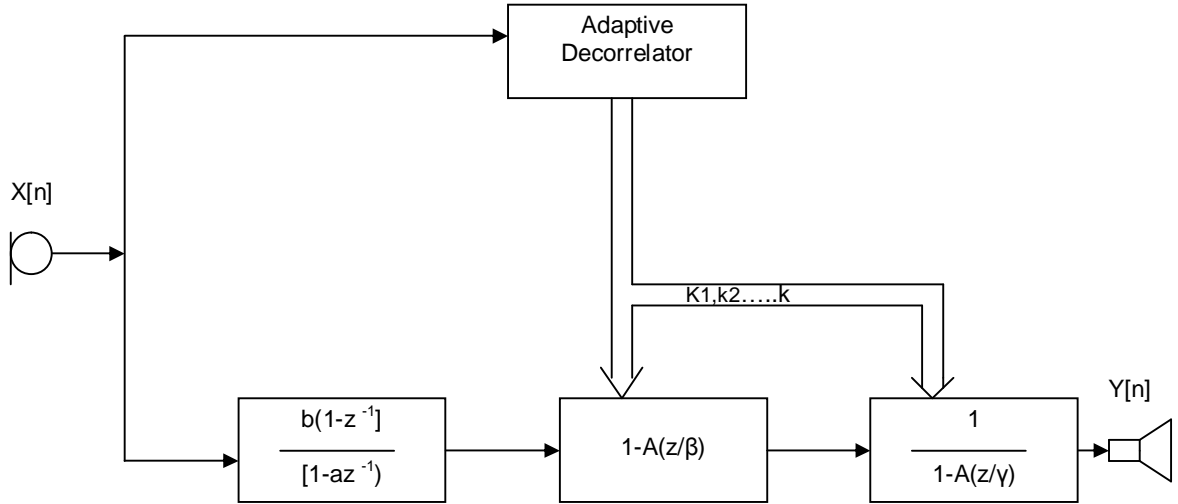 Adaptive
Decorrelator
X[n]
K1,k2…..k
Y[n]
b(1-z ⁻¹]
[1-az ⁻¹)
1-A(z/β)
1
1-A(z/γ)